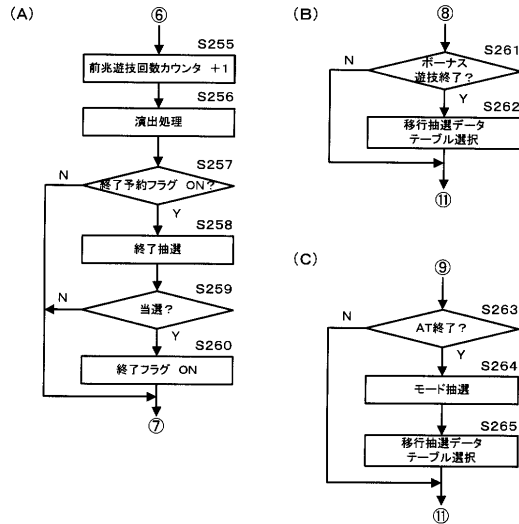 (A)
⑥
S255
前兆遊技回数カウンタ +1
S256
演出処理
S257
終了予約フラグ ON?
N
Y
S258
終了抽選
S259
当選?
N
Y
S260
終了フラグ ON
⑦
(B)
⑧
S261
ボーナス
遊技終了?
N
Y
S262
移行抽選データ
テーブル選択
⑪
(C)
⑨
S263
AT終了?
N
Y
S264
モード抽選
S265
移行抽選データ
テーブル選択
⑪